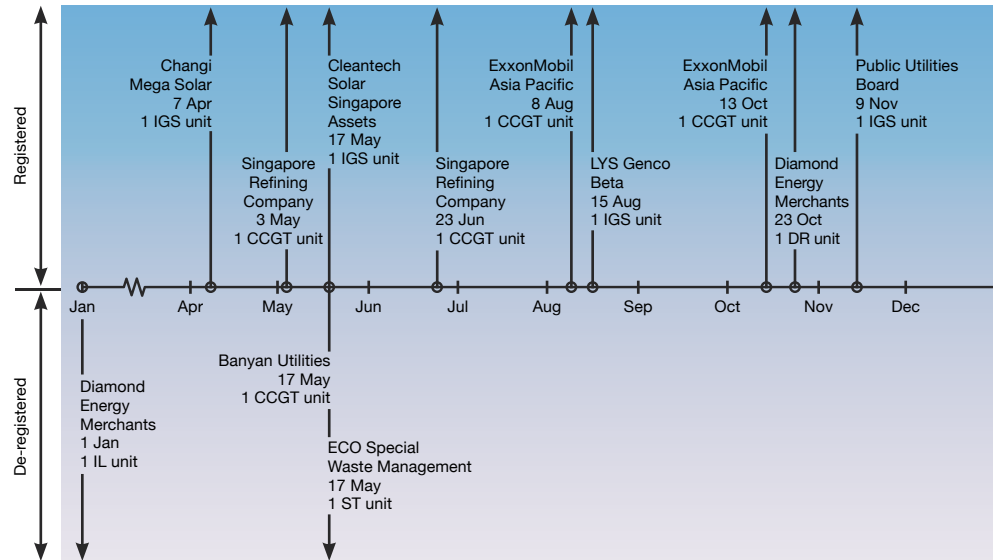 Registered
Changi
Mega Solar
7 Apr
1 IGS unit
Singapore
Refining
Company
3 May
1 CCGT unit
Cleantech
Solar
Singapore
Assets
17 May
1 IGS unit
Singapore
Refining
Company
23 Jun
1 CCGT unit
ExxonMobil
Asia Pacific
8 Aug
1 CCGT unit
LYS Genco
Beta
15 Aug
1 IGS unit
ExxonMobil
Asia Pacific
13 Oct
1 CCGT unit
Diamond
Energy
Merchants
23 Oct
1 DR unit
Public Utilities
Board
9 Nov
1 IGS unit
Jan Apr May Jun Jul Aug Sep Oct Nov Dec
De-registered
Diamond
Energy
Merchants
1 Jan
1 IL unit
Banyan Utilities
17 May
1 CCGT unit
ECO Special
Waste Management
17 May
1 ST unit